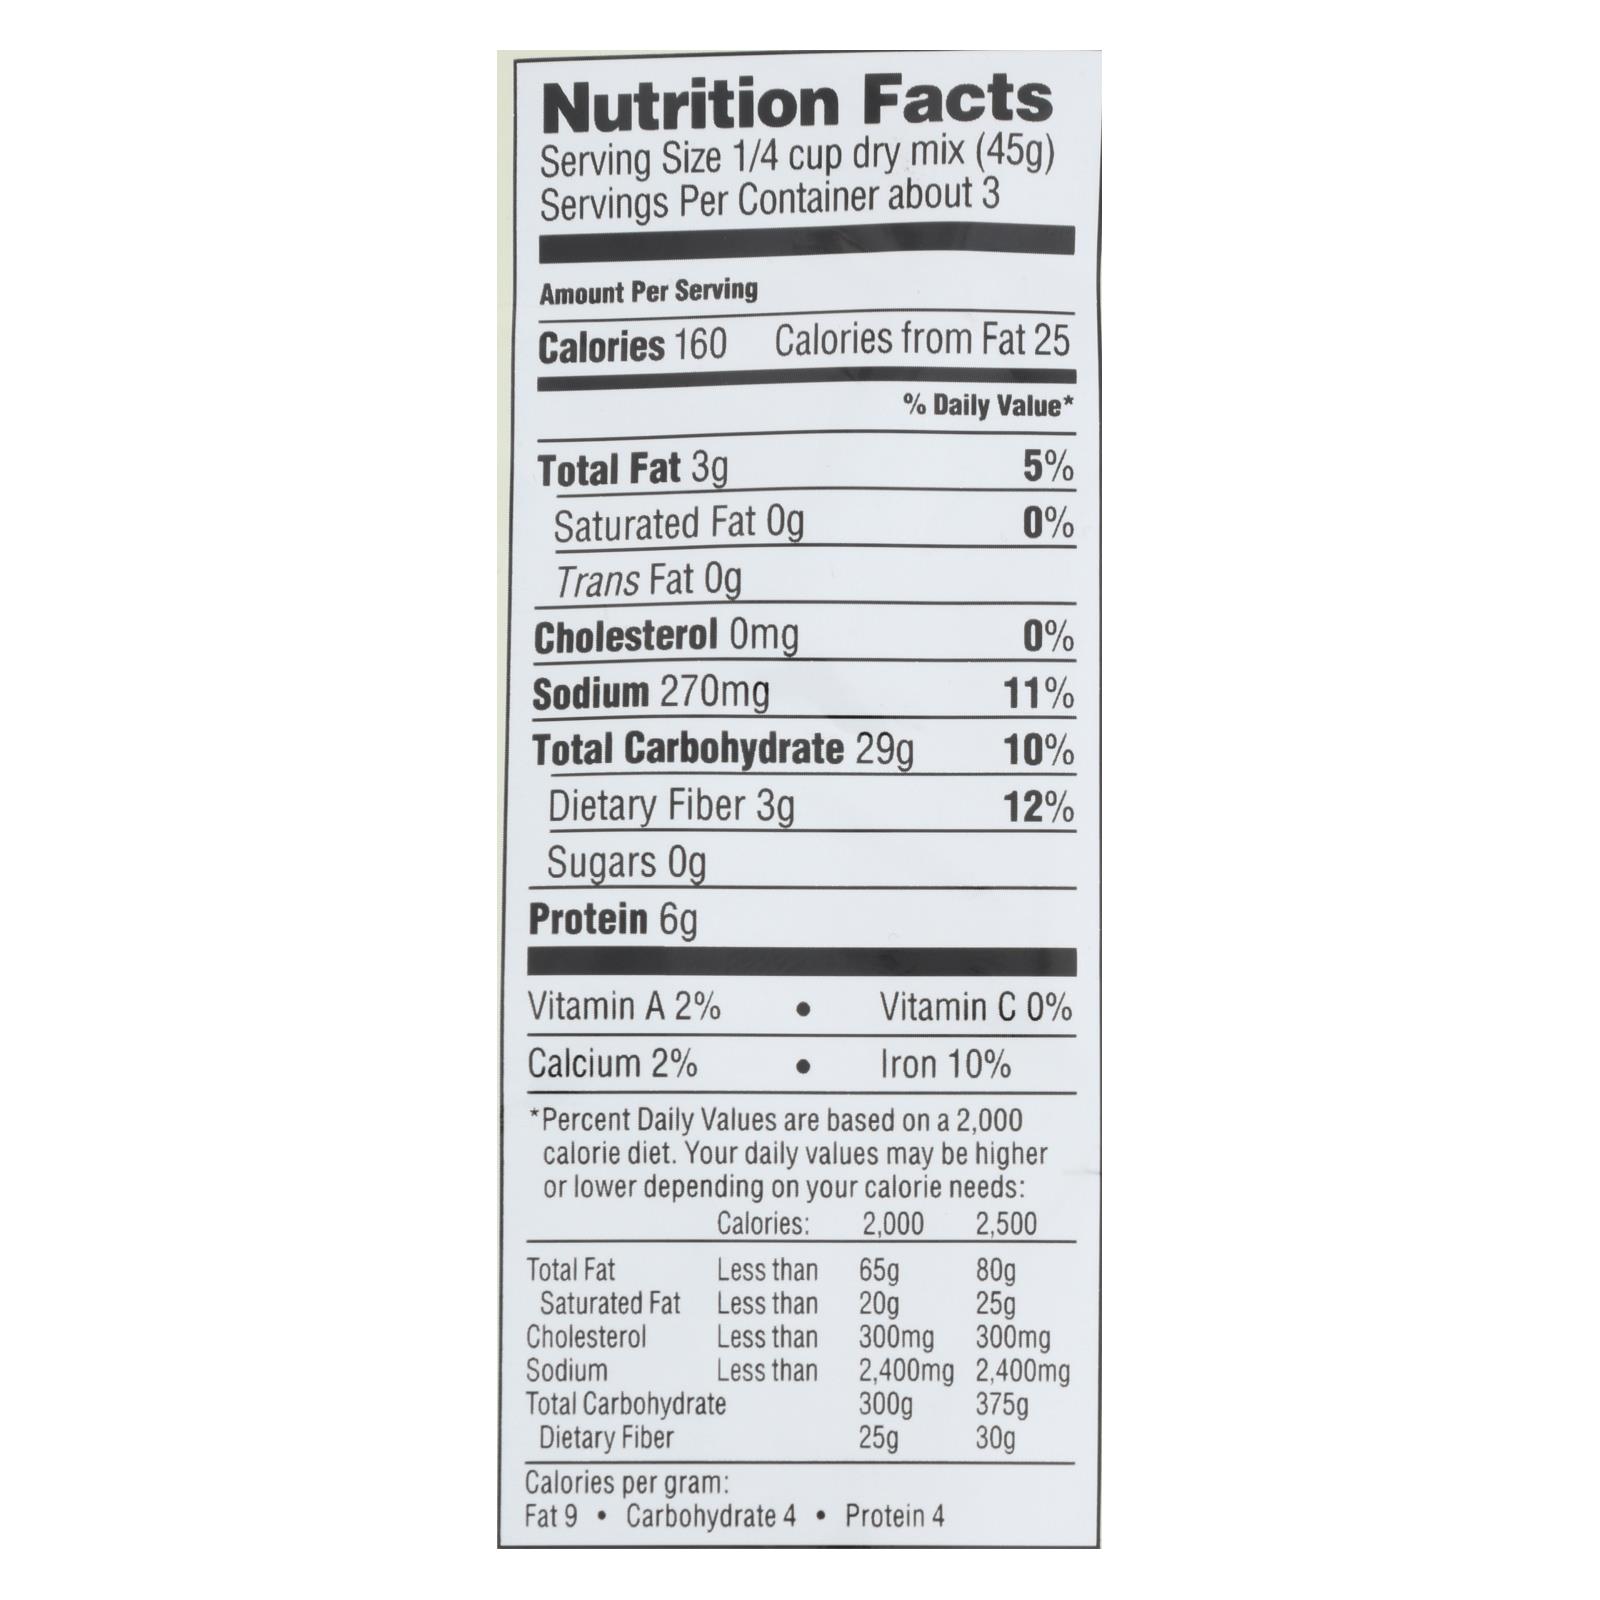 Nutrition Facts
Serving Size 1/4 cup dry mix (45g)
Servings Per Container about 3
Amount Per Serving
Calories 160 Calories from Fat 25
% Daily Value*
Total Fat 3g 5%
Saturated Fat 0g 0%
Trans Fat 0g
Cholesterol 0mg 0%
Sodium 270mg 11%
Total Carbohydrate 29g 10%
Dietary Fiber 3g 12%
Sugars 0g
Protein 6g
Vitamin A 2% • Vitamin C 0%
Calcium 2% • Iron 10%
*Percent Daily Values are based on a 2,000
calorie diet. Your daily values may be higher
or lower depending on your calorie needs:
Calories: 2,000 2,500
Total Fat Less than 65g 80g
Saturated Fat Less than 20g 25g
Cholesterol Less than 300mg 300mg
Sodium Less than 2,400mg 2,400mg
Total Carbohydrate 300g 375g
Dietary Fiber 25g 30g
Calories per gram:
Fat 9 • Carbohydrate 4 • Protein 4